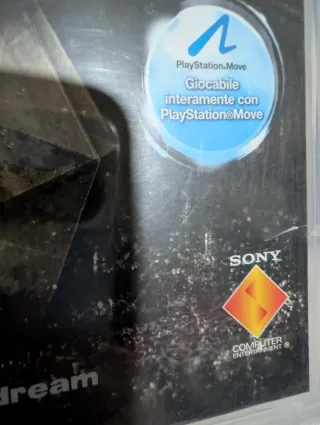 PlayStation®Move
Giocabile
interamente con
PlayStation®Move
SONY
COMPUTER
ENTERTAINMENT ®
dream